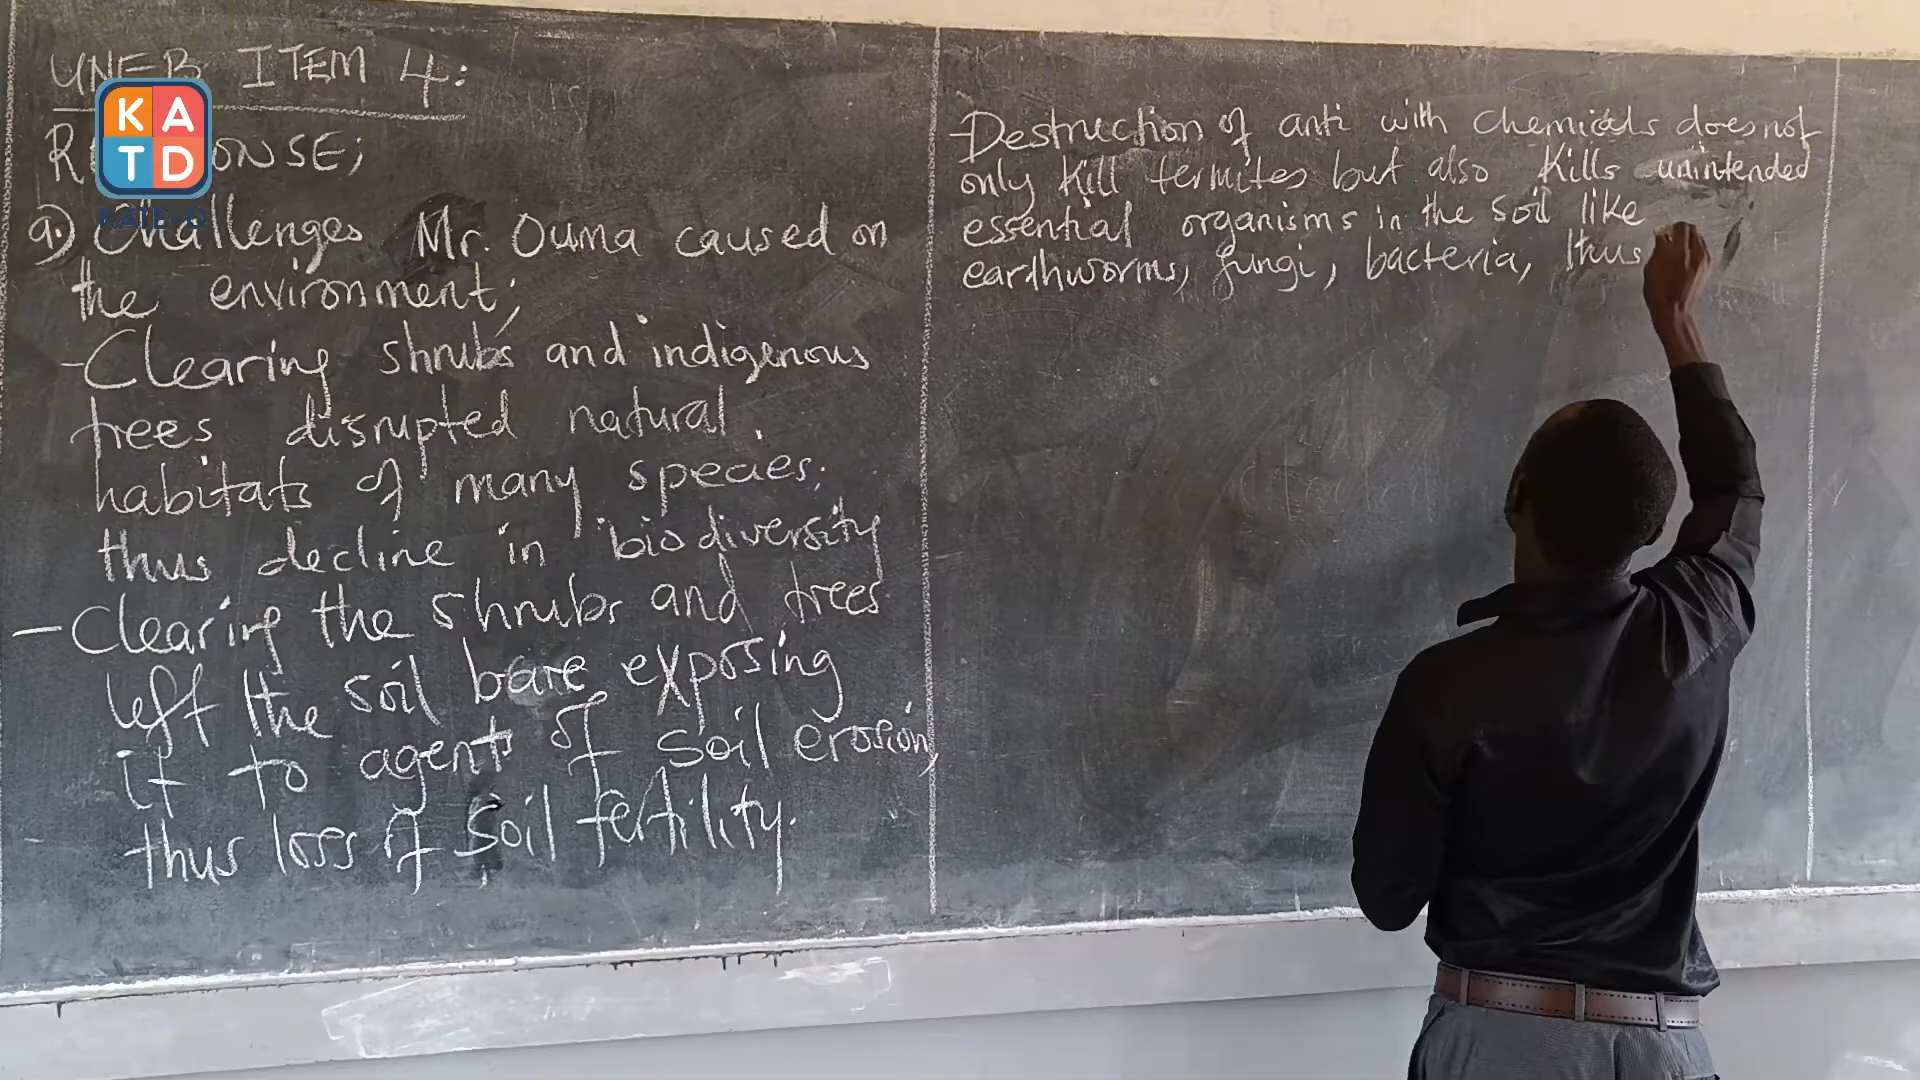 UNEB ITEM 4:
KATD
RESPONSE;
KATE-D
a.) Challenges Mr. Ouma caused on
the environment;
- Clearing shrubs and indigenous
trees disrupted natural
habitats of many species;
thus decline in biodiversity
- Clearing the shrubs and trees
left the soil bare exposing
it to agents of soil erosion,
thus loss of soil fertility.
- Destruction of anti with chemicals does not
only kill termites but also kills unintended
essential organisms in the soil like
earthworms, fungi, bacteria, thus